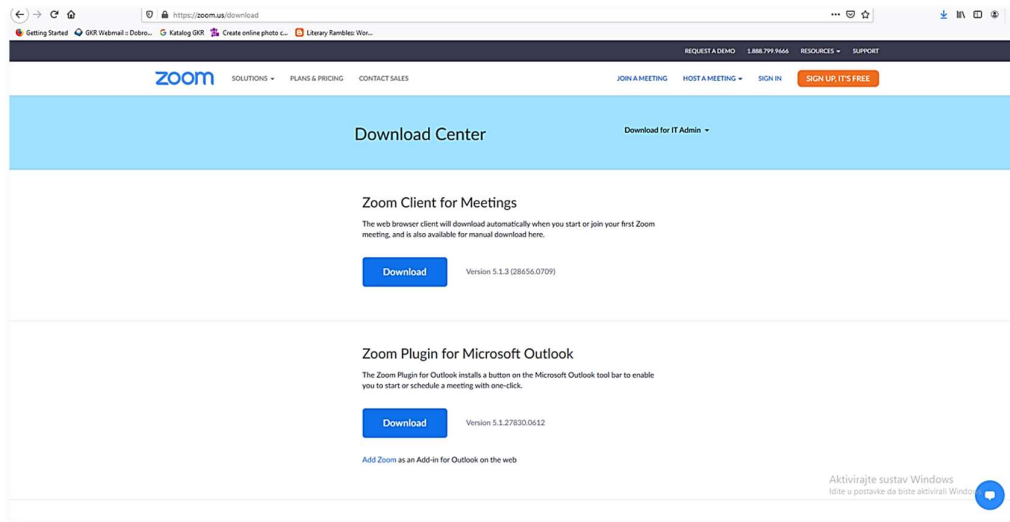 https://zoom.us/download
Getting Started GKR Webmail :: Dobro... Katalog GKR Create online photo c... Literary Rambles: Wor...
REQUEST A DEMO 1.888.799.9666 RESOURCES SUPPORT
zoom SOLUTIONS PLANS & PRICING CONTACT SALES JOIN A MEETING HOST A MEETING SIGN IN SIGN UP, IT'S FREE
Download Center Download for IT Admin
Zoom Client for Meetings
The web browser client will download automatically when you start or join your first Zoom
meeting, and is also available for manual download here.
Download Version 5.1.3 (28656.0709)
Zoom Plugin for Microsoft Outlook
The Zoom Plugin for Outlook installs a button on the Microsoft Outlook tool bar to enable
you to start or schedule a meeting with one-click.
Download Version 5.1.27830.0612
Add Zoom as an Add-in for Outlook on the web
Aktivirajte sustav Windows
Idite u postavke da biste aktivirali Window